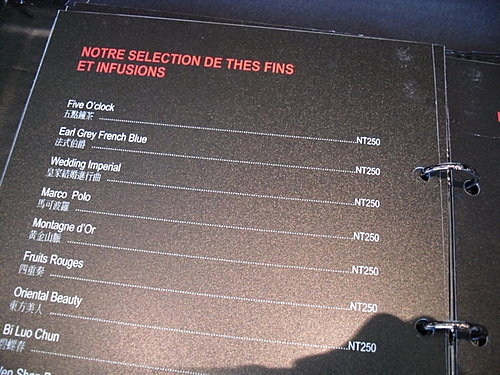 NOTRE SELECTION DE THES FINS
ET INFUSIONS
Five O'clock
五點鐘茶 NT250
Earl Grey French Blue
法式伯爵 NT250
Wedding Imperial
皇家結婚進行曲 NT250
Marco Polo
馬可波羅 NT250
Montagne d'Or
黃金山脈 NT250
Fruits Rouges
四重奏 NT250
Oriental Beauty
東方美人 NT250
Bi Luo Chun
碧螺春